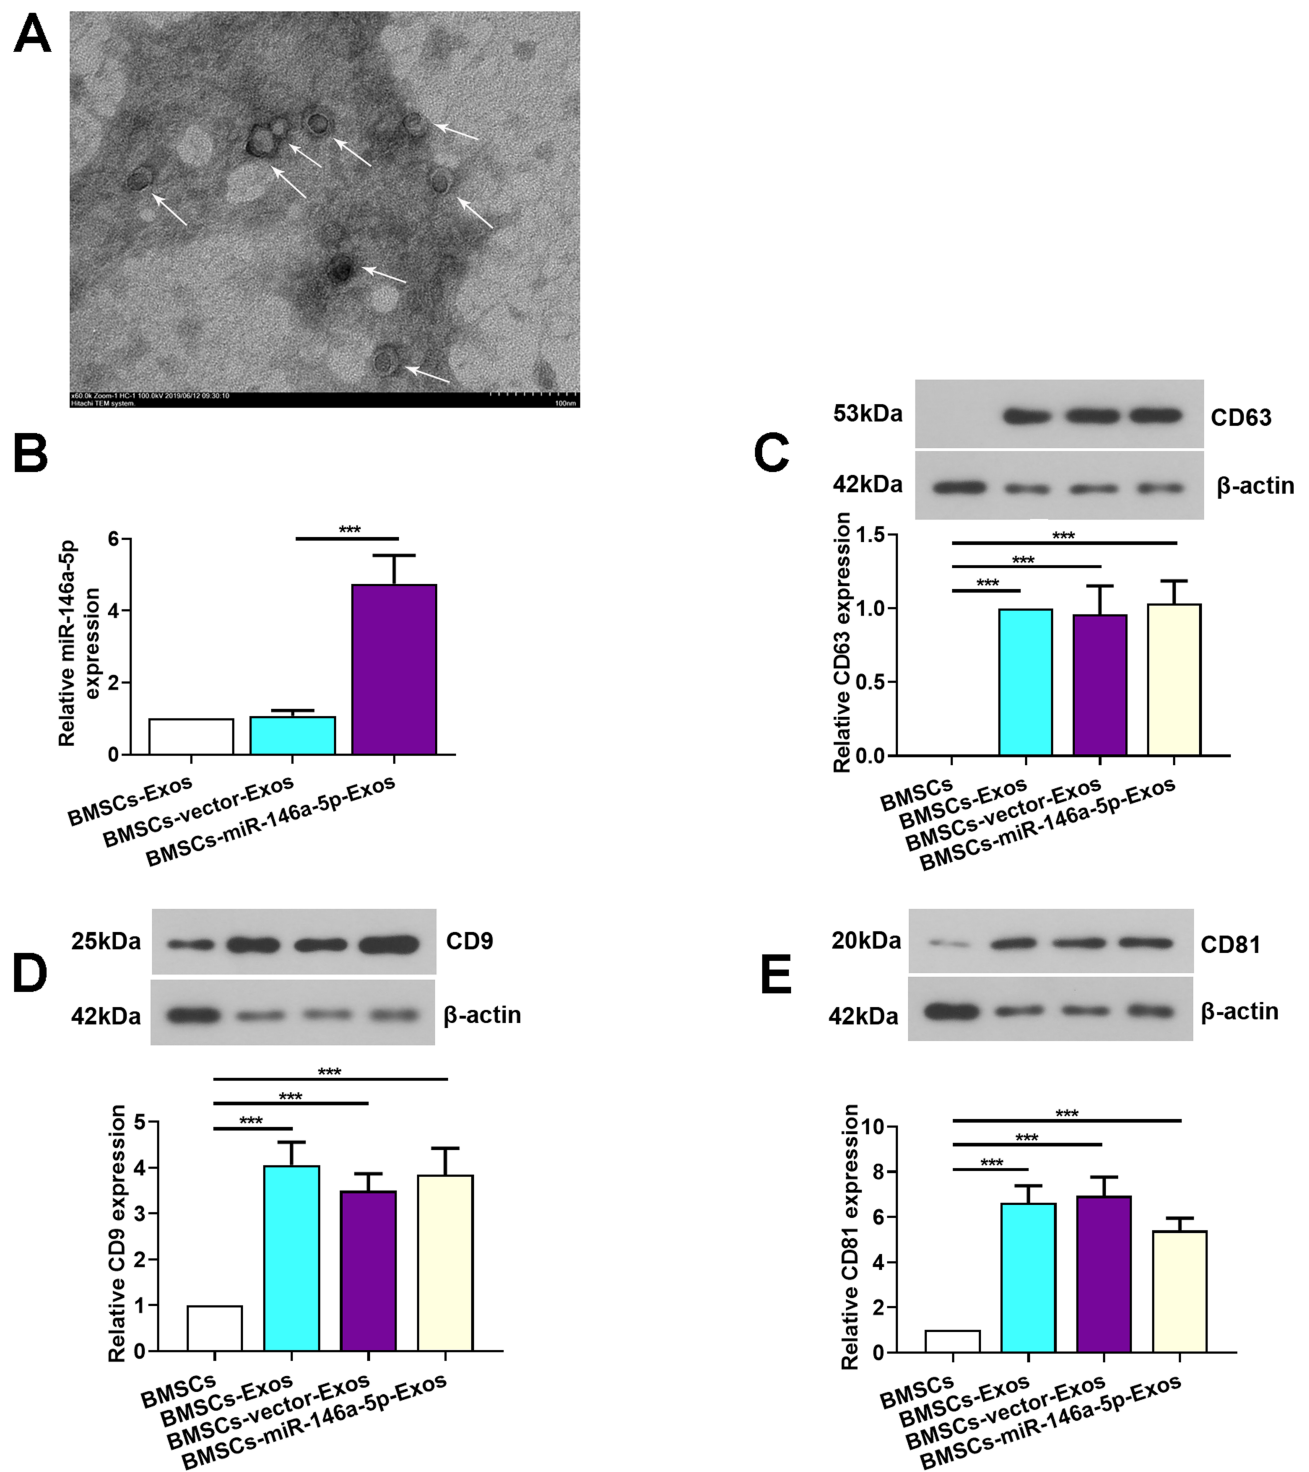 A
x60.0k Zoom-1 HC-1 100.0kV 2019/06/12 09:30:10
Hitachi TEM system.
100nm
B
Relative miR-146a-5p
expression
6
4
2
0
***
BMSCs-Exos
BMSCs-vector-Exos
BMSCs-miR-146a-5p-Exos
C
53kDa
CD63
42kDa
β-actin
Relative CD63 expression
1.5
1.0
0.5
0.0
***
***
***
BMSCs
BMSCs-Exos
BMSCs-vector-Exos
BMSCs-miR-146a-5p-Exos
D
25kDa
CD9
42kDa
β-actin
Relative CD9 expression
5
4
3
2
1
0
***
***
***
BMSCs
BMSCs-Exos
BMSCs-vector-Exos
BMSCs-miR-146a-5p-Exos
E
20kDa
CD81
42kDa
β-actin
Relative CD81 expression
10
8
6
4
2
0
***
***
***
BMSCs
BMSCs-Exos
BMSCs-vector-Exos
BMSCs-miR-146a-5p-Exos